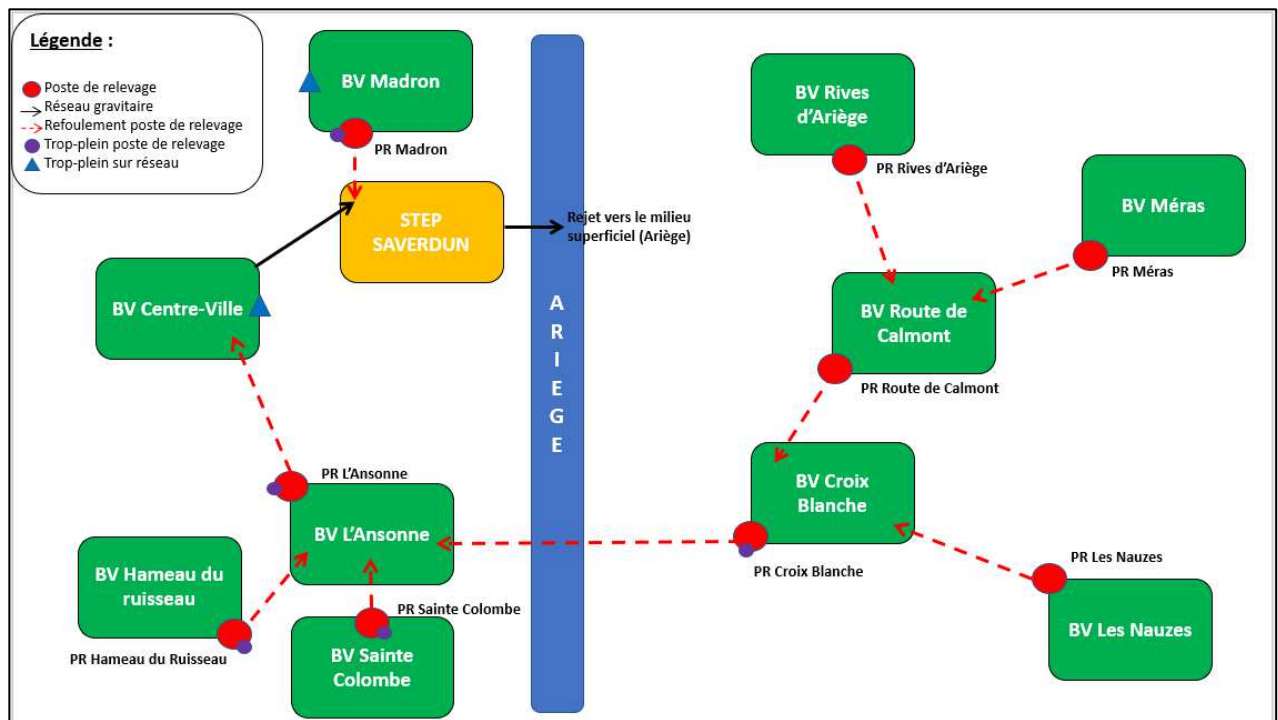 Légende :
Poste de relevage
Réseau gravitaire
Refoulement poste de relevage
Trop-plein poste de relevage
Trop-plein sur réseau
BV Madron
PR Madron
STEP
SAVERDUN
Rejet vers le milieu
superficiel (Ariège)
BV Centre-Ville
A
R
I
E
G
E
BV Rives
d'Ariège
PR Rives d'Ariège
BV Méras
PR Méras
BV Route de
Calmont
PR Route de Calmont
BV Croix
Blanche
PR Croix Blanche
PR Les Nauzes
BV Les Nauzes
PR L'Ansonne
BV L'Ansonne
BV Hameau du
ruisseau
PR Hameau du Ruisseau
PR Sainte Colombe
BV Sainte
Colombe